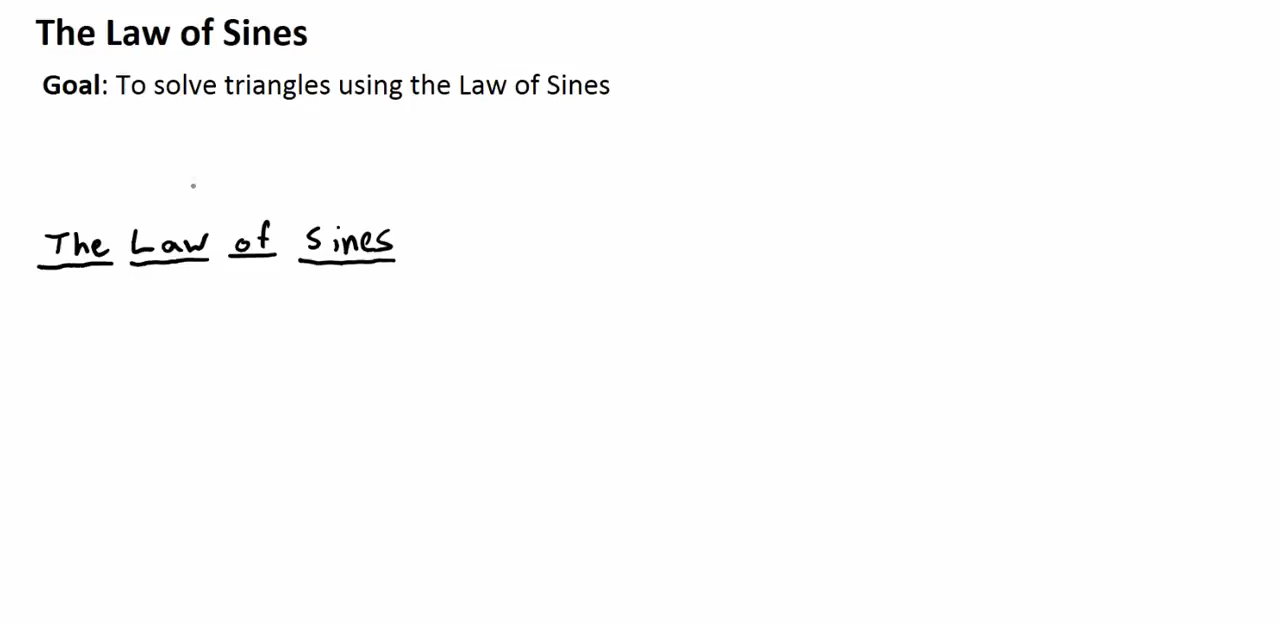 The Law of Sines
Goal: To solve triangles using the Law of Sines
The Law of Sines